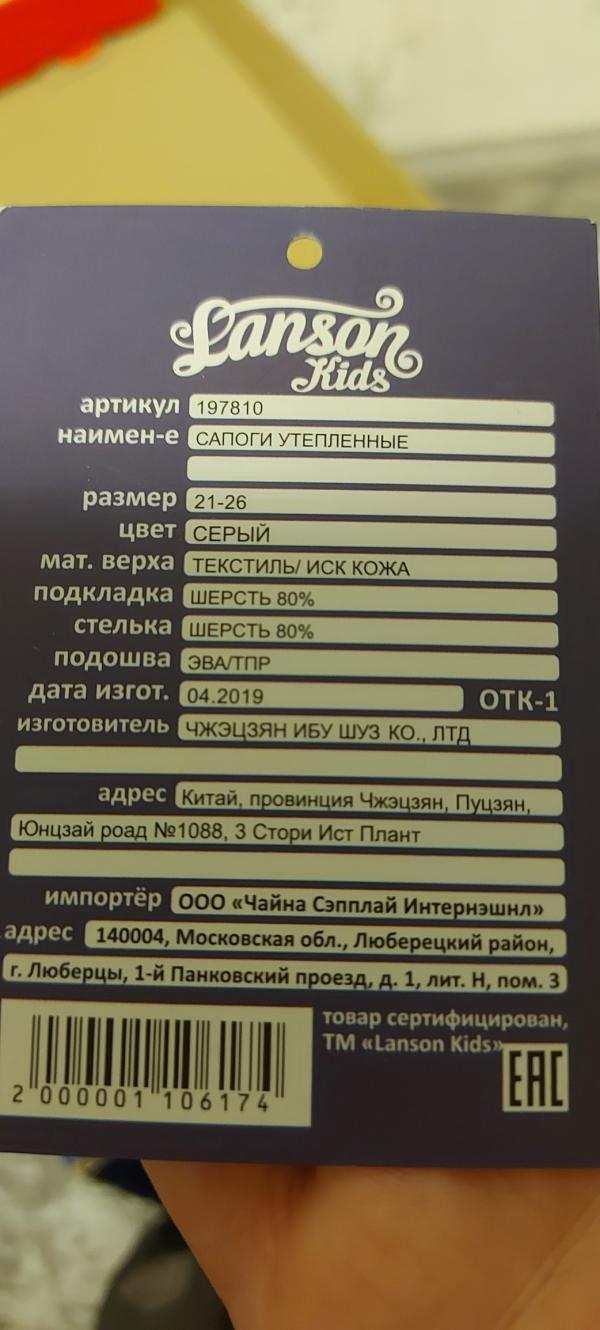 Lanson
Kids
артикул 197810
наимен-е САПОГИ УТЕПЛЕННЫЕ
размер 21-26
цвет СЕРЫЙ
мат. верха ТЕКСТИЛЬ/ ИСК КОЖА
подкладка ШЕРСТЬ 80%
стелька ШЕРСТЬ 80%
подошва ЭВА/ТПР
дата изгот. 04.2019 ОТК-1
изготовитель ЧЖЭЦЗЯН ИБУ ШУЗ КО., ЛТД
адрес Китай, провинция Чжэцзян, Пуцзян,
Юнцзай роад №1088, 3 Стори Ист Плант
импортёр ООО «Чайна Сэпплай Интернэшнл»
адрес 140004, Московская обл., Люберецкий район,
г. Люберцы, 1-й Панковский проезд, д. 1, лит. Н, пом. 3
товар сертифицирован,
ТМ «Lanson Kids»
EAC
2 000001 106174